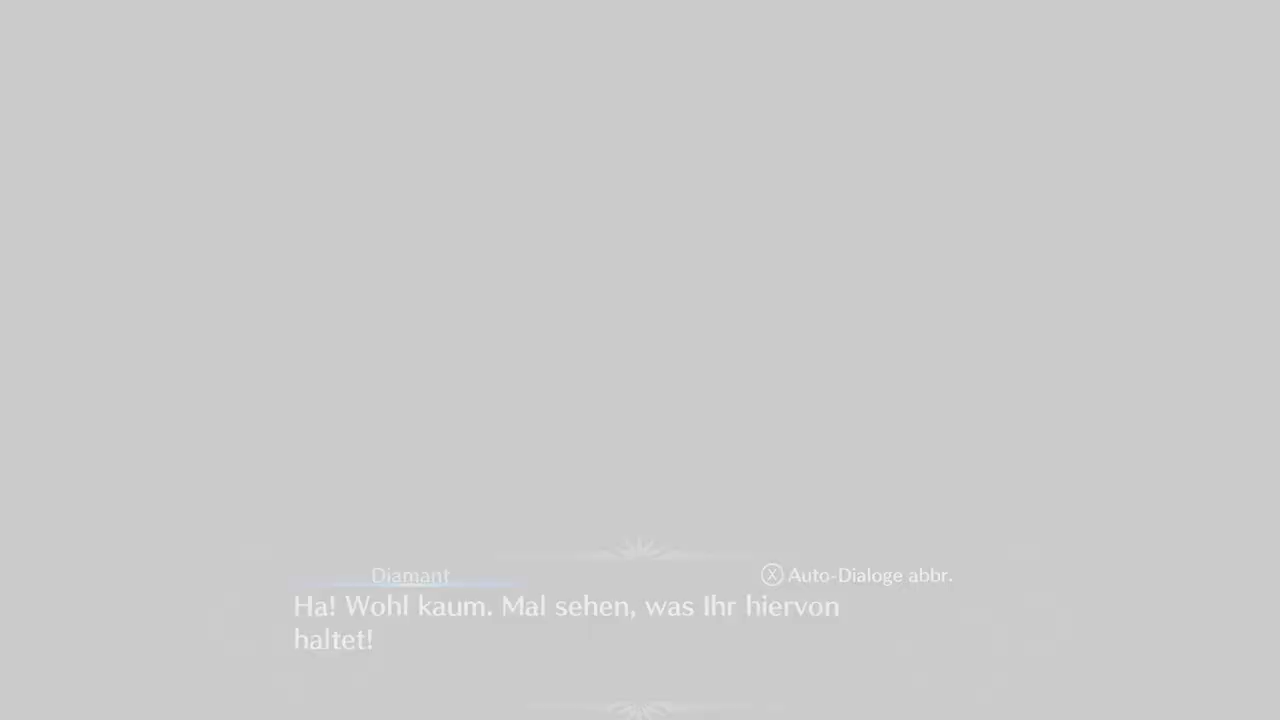 Diamant
Ⓧ Auto-Dialoge abbr.
Ha! Wohl kaum. Mal sehen, was Ihr hiervon
haltet!